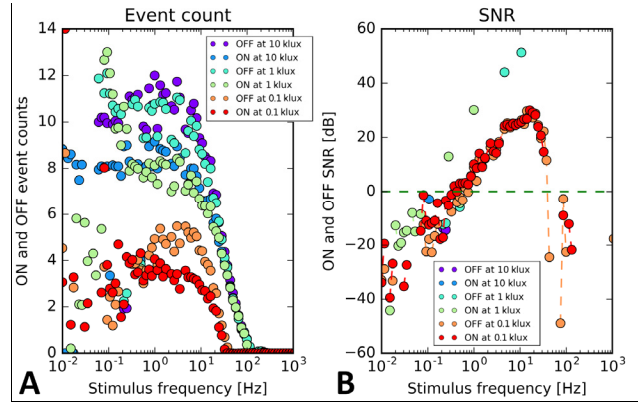 Event count
ON and OFF event counts
14
12
10
8
6
4
2
0
OFF at 10 klux
ON at 10 klux
OFF at 1 klux
ON at 1 klux
OFF at 0.1 klux
ON at 0.1 klux
10⁻² 10⁻¹ 10⁰ 10¹ 10² 10³
Stimulus frequency [Hz]
A
SNR
ON and OFF SNR [dB]
60
40
20
0
−20
−40
−60
OFF at 10 klux
ON at 10 klux
OFF at 1 klux
ON at 1 klux
OFF at 0.1 klux
ON at 0.1 klux
10⁻² 10⁻¹ 10⁰ 10¹ 10² 10³
Stimulus frequency [Hz]
B